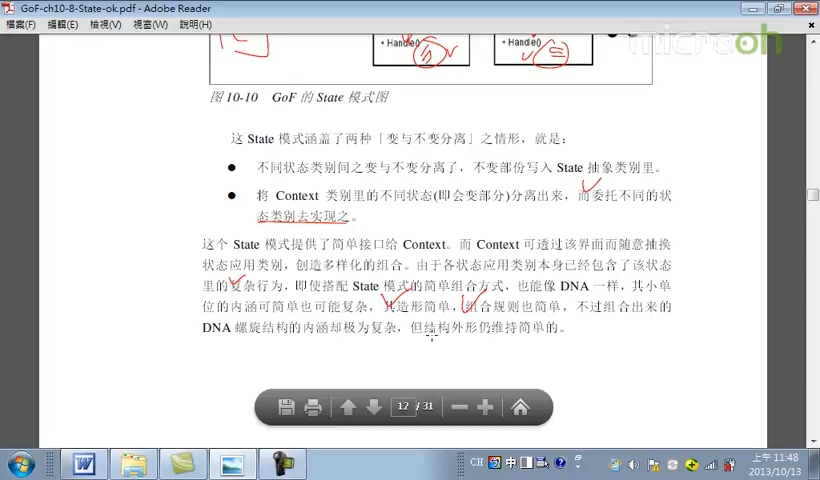 GoF-ch10-8-State-ok.pdf - Adobe Reader
檔案(F) 編輯(E) 檢視(V) 視窗(W) 說明(H)
microoh
• Handle() • Handle()
图 10-10 GoF 的 State 模式图
这 State 模式涵盖了两种「变与不变分离」之情形，就是：
● 不同状态类别间之变与不变分离了，不变部份写入 State 抽象类别里。
● 将 Context 类别里的不同状态(即会变部分)分离出来，而委托不同的状
态类别去实现之。
这个 State 模式提供了简单接口给 Context。而 Context 可透过该界面而随意抽换
状态应用类别，创造多样化的组合。由于各状态应用类别本身已经包含了该状态
里的复杂行为，即使搭配 State 模式的简单组合方式，也能像 DNA 一样，其小单
位的内涵可简单也可能复杂，其造形简单，组合规则也简单，不过组合出来的
DNA 螺旋结构的内涵却极为复杂，但结构外形仍维持简单的。
12 / 31
CH 中
上午 11:48
2013/10/13